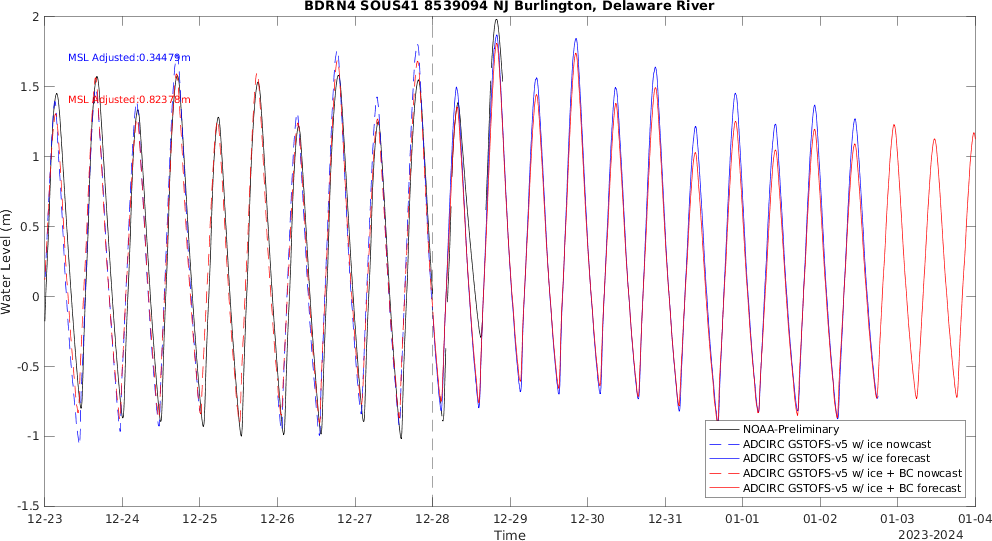 BDRN4 SOUS41 8539094 NJ Burlington, Delaware River
2
1.5
1
0.5
0
-0.5
-1
-1.5
Water Level (m)
MSL Adjusted:0.34479m
MSL Adjusted:0.82378m
NOAA-Preliminary
ADCIRC GSTOFS-v5 w/ ice nowcast
ADCIRC GSTOFS-v5 w/ ice forecast
ADCIRC GSTOFS-v5 w/ ice + BC nowcast
ADCIRC GSTOFS-v5 w/ ice + BC forecast
12-23 12-24 12-25 12-26 12-27 12-28 12-29 12-30 12-31 01-01 01-02 01-03 01-04
Time
2023-2024